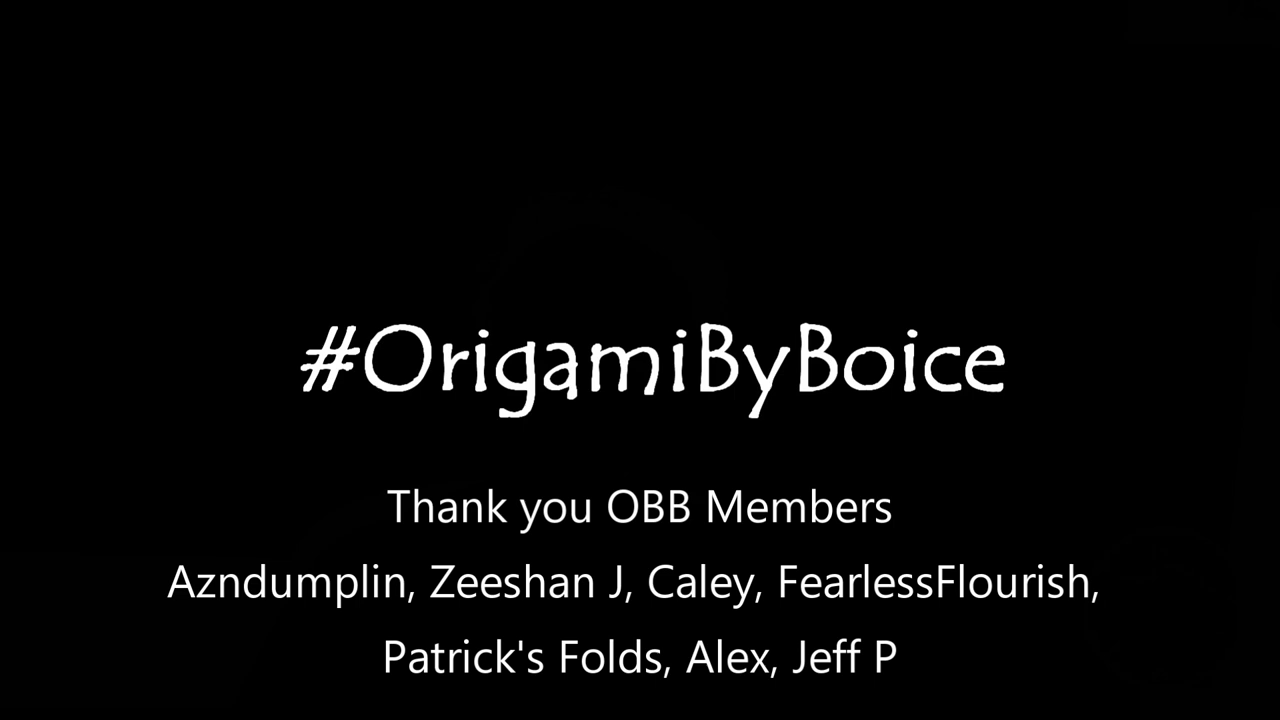 #OrigamiByBoice
Thank you OBB Members
Azndumplin, Zeeshan J, Caley, FearlessFlourish,
Patrick's Folds, Alex, Jeff P